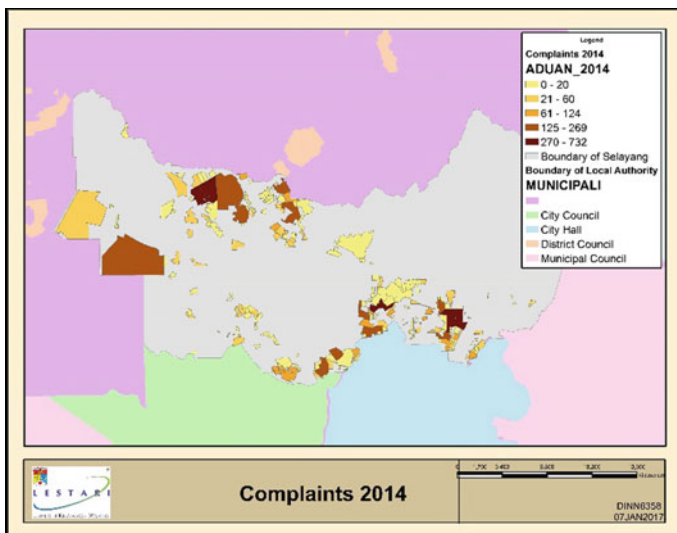 Legend
Complaints 2014
ADUAN_2014
0 - 20
21 - 60
61 - 124
125 - 269
270 - 732
Boundary of Selayang
Boundary of Local Authority
MUNICIPALI
City Council
City Hall
District Council
Municipal Council
LESTARI
Complaints 2014
0
DINN6358
07JAN2017